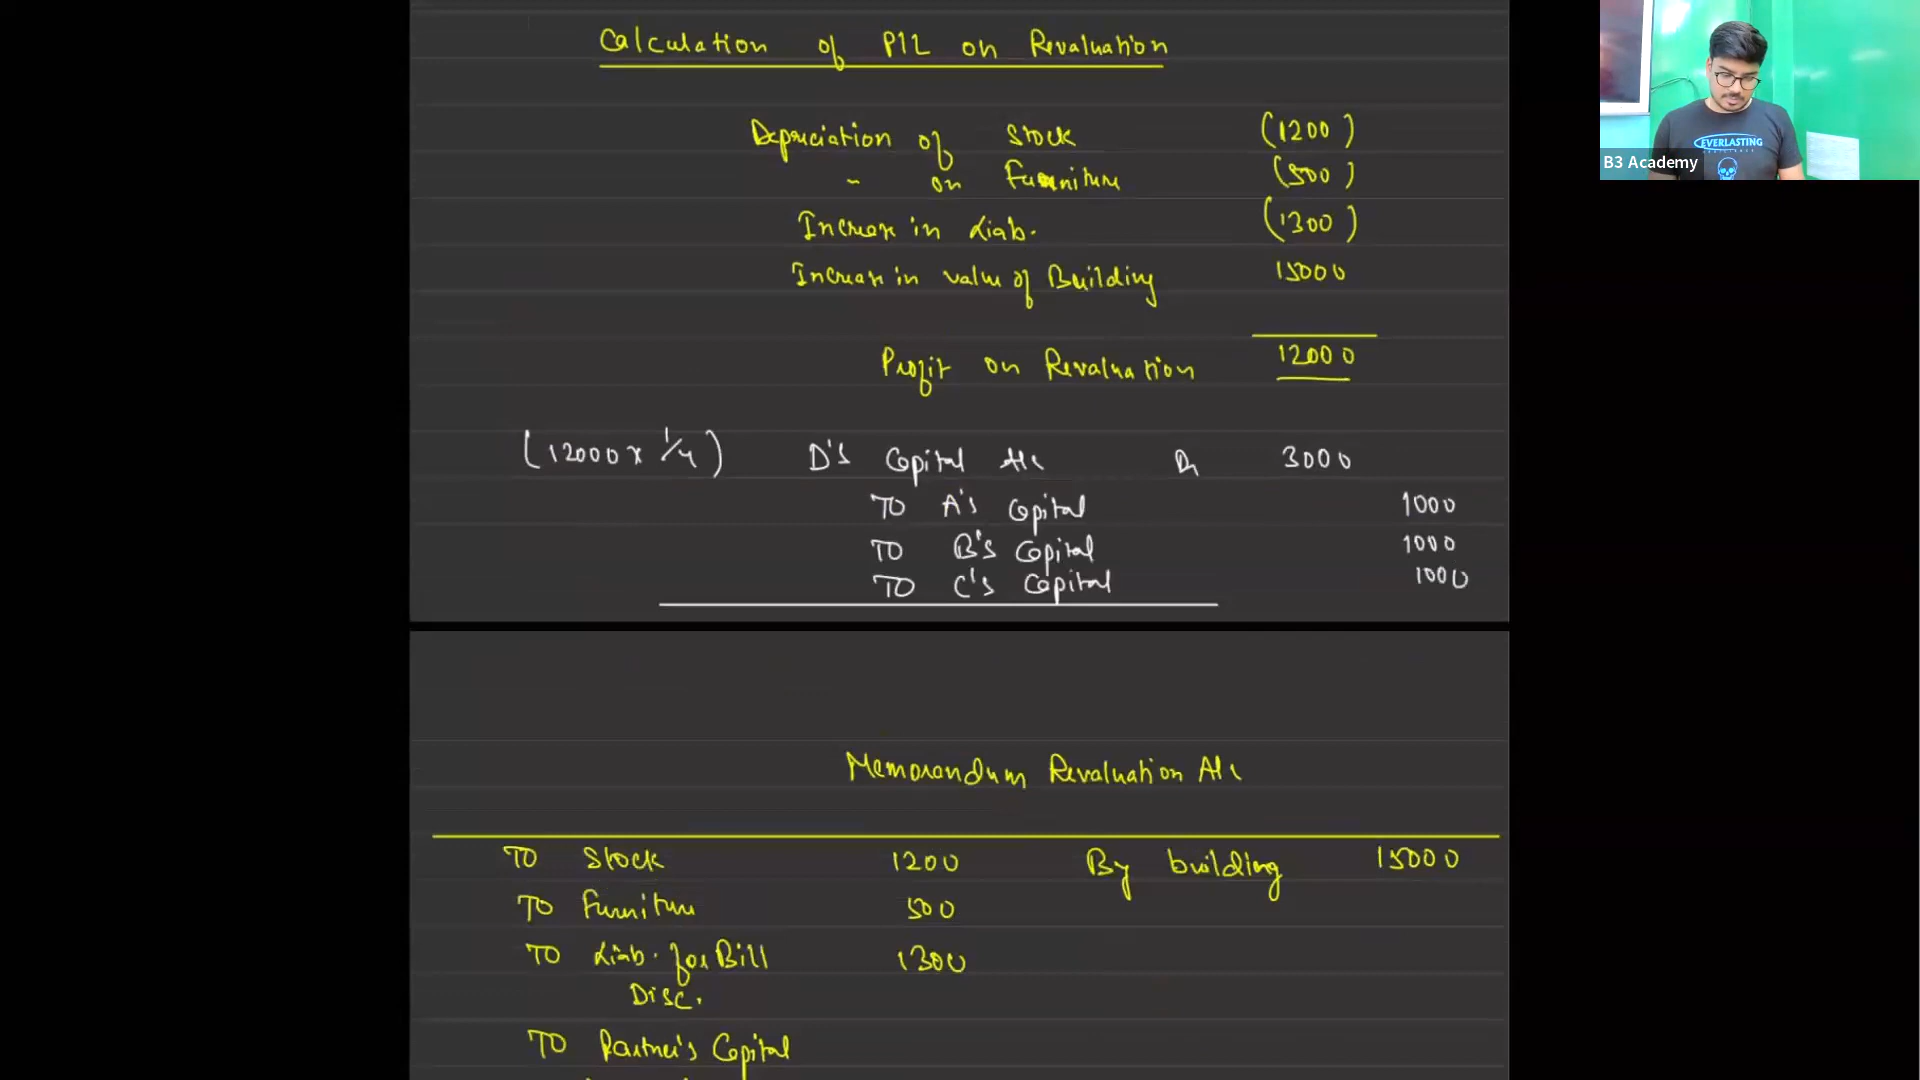 Calculation of P/L on Revaluation
Depreciation of Stock (1200)
" on Furniture (500)
Increase in Liab. (1300)
Increase in value of Building 15000
Profit on Revaluation 12000
(12000 x 1/4) D's Capital A/c Dr 3000
TO A's Capital 1000
TO B's Capital 1000
TO C's Capital 1000
Memorandum Revaluation A/c
TO Stock 1200 By building 15000
TO Furniture 500
TO Liab. for Bill 1300
Disc.
TO Partner's Capital
EVERLASTING
B3 Academy